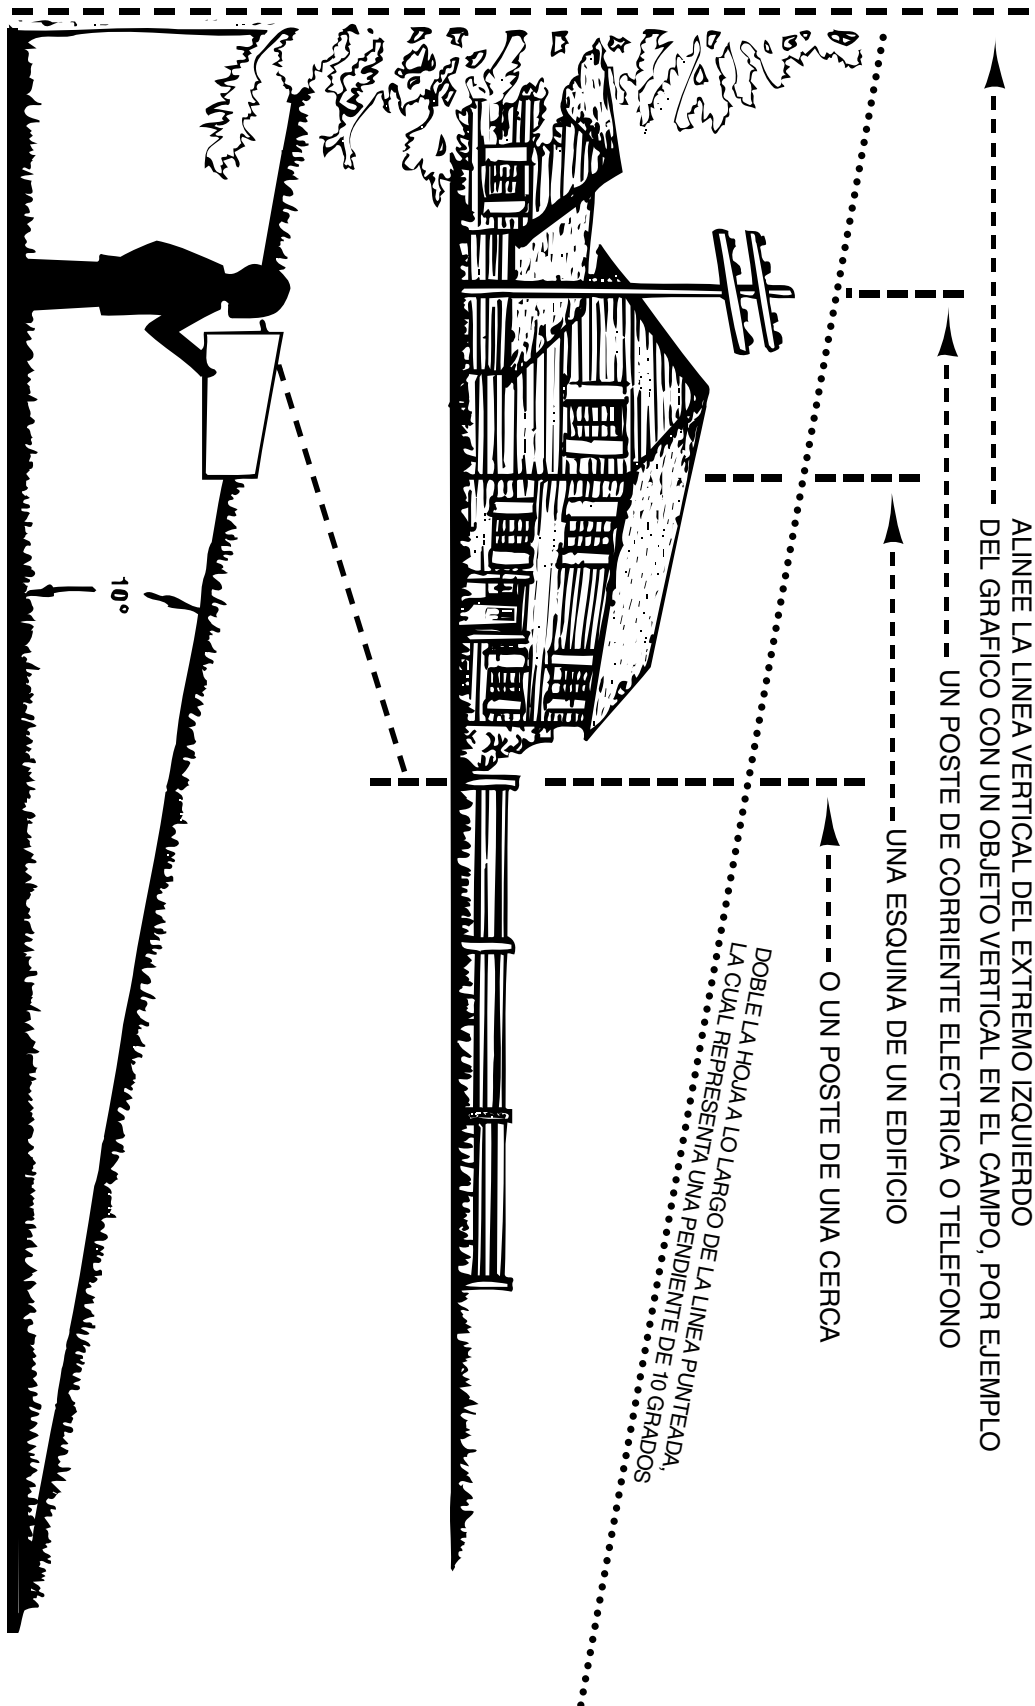 ALINEE LA LINEA VERTICAL DEL EXTREMO IZQUIERDO
DEL GRAFICO CON UN OBJETO VERTICAL EN EL CAMPO, POR EJEMPLO
UN POSTE DE CORRIENTE ELECTRICA O TELEFONO
UNA ESQUINA DE UN EDIFICIO
O UN POSTE DE UNA CERCA
DOBLE LA HOJA A LO LARGO DE LA LINEA PUNTEADA,
LA CUAL REPRESENTA UNA PENDIENTE DE 10 GRADOS
10°